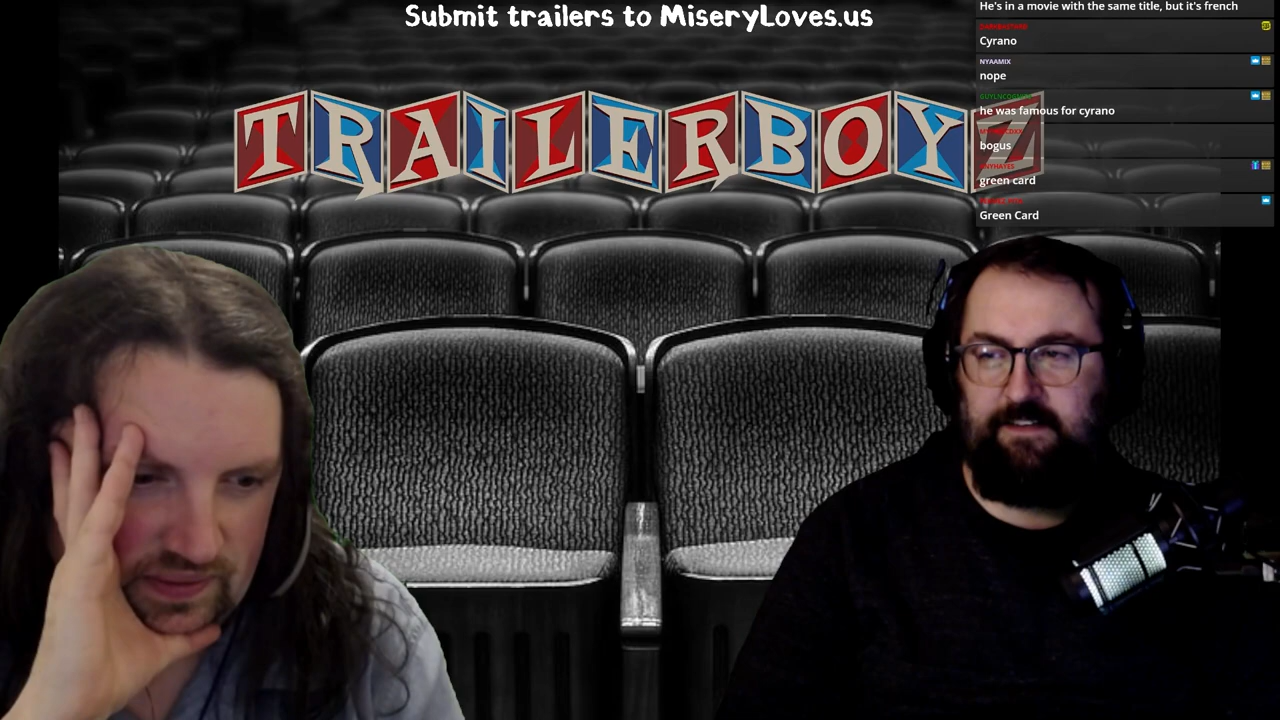 Submit trailers to MiseryLoves.us
TRAILERBOYZ
He's in a movie with the same title, but it's french
Cyrano
NYAAMIX
nope
he was famous for cyrano
bogus
green card
Green Card